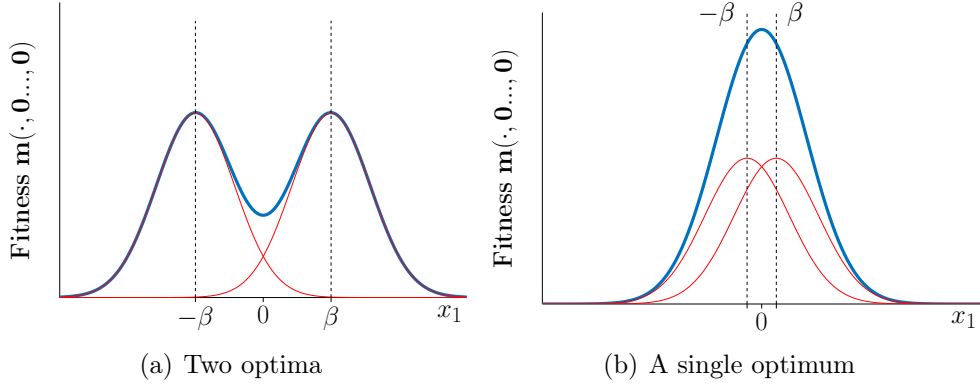 Fitness m(·, 0..., 0)
−β
0
β
x₁
(a) Two optima
Fitness m(·, 0..., 0)
−β
β
0
x₁
(b) A single optimum